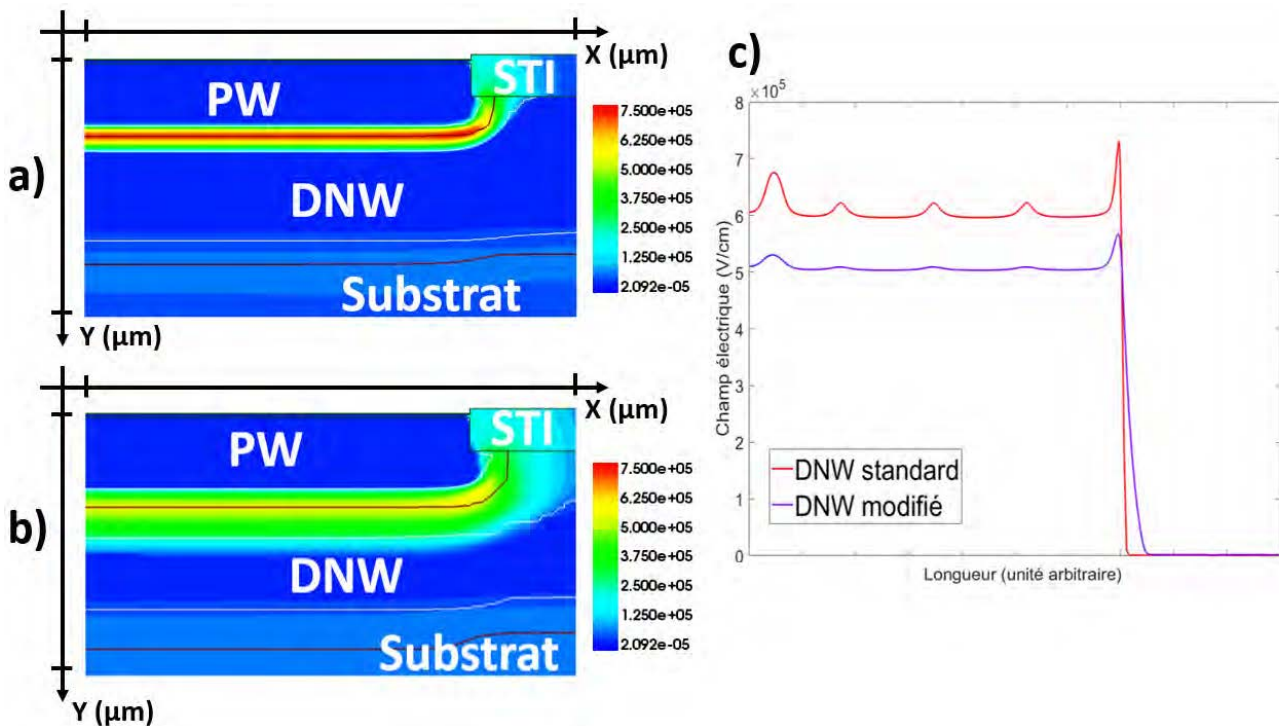 a)
X (µm)
PW
STI
DNW
Substrat
Y (µm)
7.500e+05
6.250e+05
5.000e+05
3.750e+05
2.500e+05
1.250e+05
2.092e-05
b)
X (µm)
PW
STI
DNW
Substrat
Y (µm)
7.500e+05
6.250e+05
5.000e+05
3.750e+05
2.500e+05
1.250e+05
2.092e-05
c)
×10⁵
8
7
6
5
4
3
2
1
0
Champ électrique (V/cm)
DNW standard
DNW modifié
Longueur (unité arbitraire)